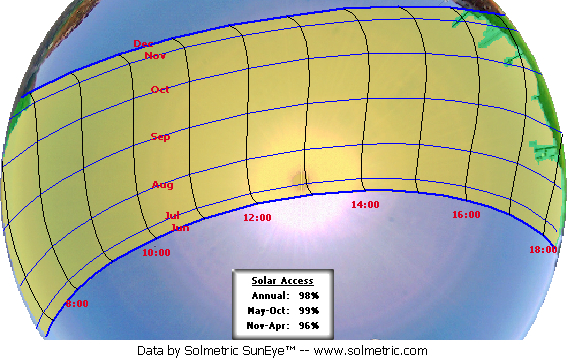 Dec
Nov
Oct
Sep
Aug
Jul
Jun
8:00
10:00
12:00
14:00
16:00
18:00
Solar Access
Annual: 98%
May-Oct: 99%
Nov-Apr: 96%
Data by Solmetric SunEye™ -- www.solmetric.com